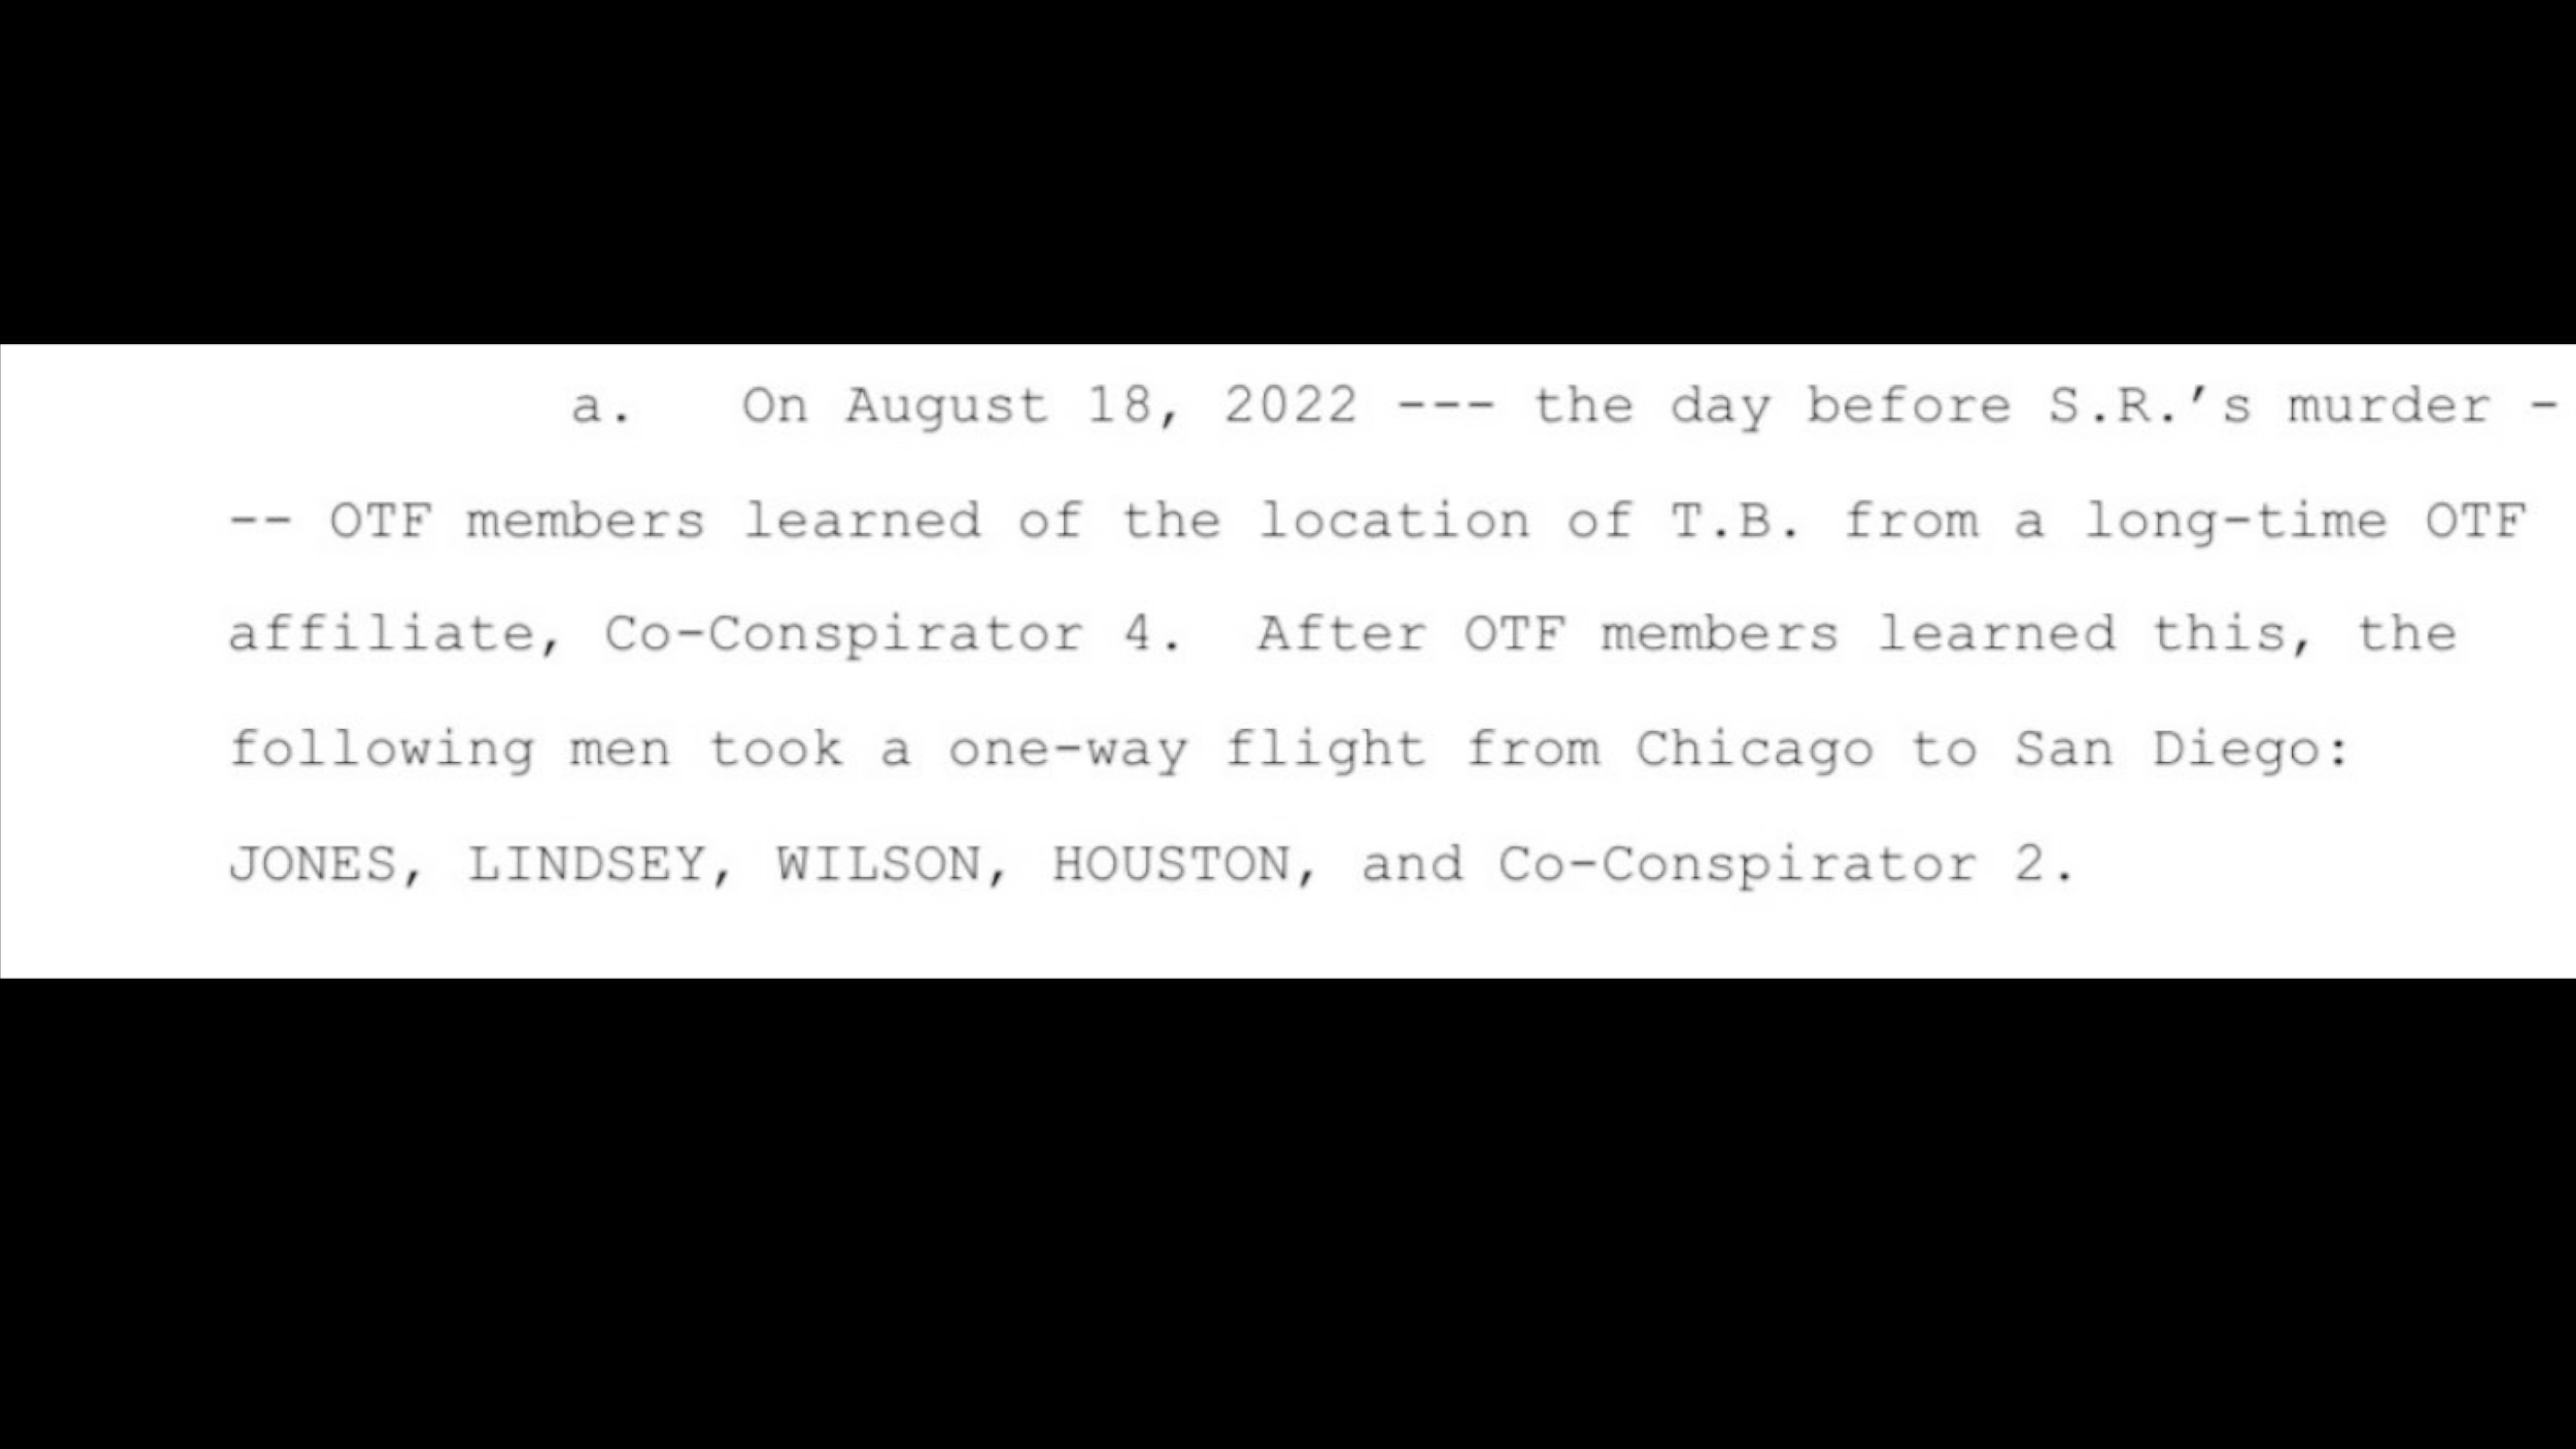 a. On August 18, 2022 --- the day before S.R.'s murder -
-- OTF members learned of the location of T.B. from a long-time OTF
affiliate, Co-Conspirator 4. After OTF members learned this, the
following men took a one-way flight from Chicago to San Diego:
JONES, LINDSEY, WILSON, HOUSTON, and Co-Conspirator 2.